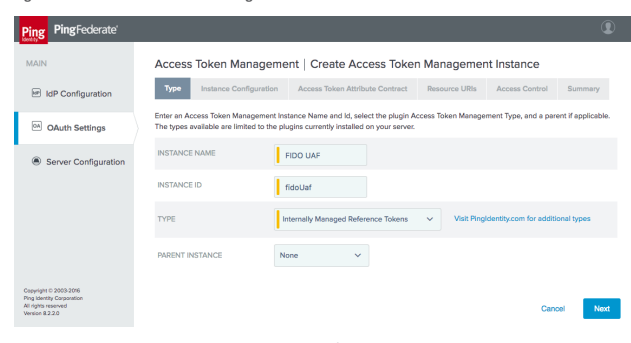 Ping
Identity
PingFederate®
MAIN
Access Token Management | Create Access Token Management Instance
IdP IdP Configuration
Type Instance Configuration Access Token Attribute Contract Resource URIs Access Control Summary
Enter an Access Token Management Instance Name and Id, select the plugin Access Token Management Type, and a parent if applicable.
The types available are limited to the plugins currently installed on your server.
OA OAuth Settings
Server Configuration
INSTANCE NAME FIDO UAF
INSTANCE ID fidoUaf
TYPE Internally Managed Reference Tokens Visit PingIdentity.com for additional types
PARENT INSTANCE None
Copyright © 2003-2016
Ping Identity Corporation
All rights reserved
Version 8.2.2.0
Cancel Next